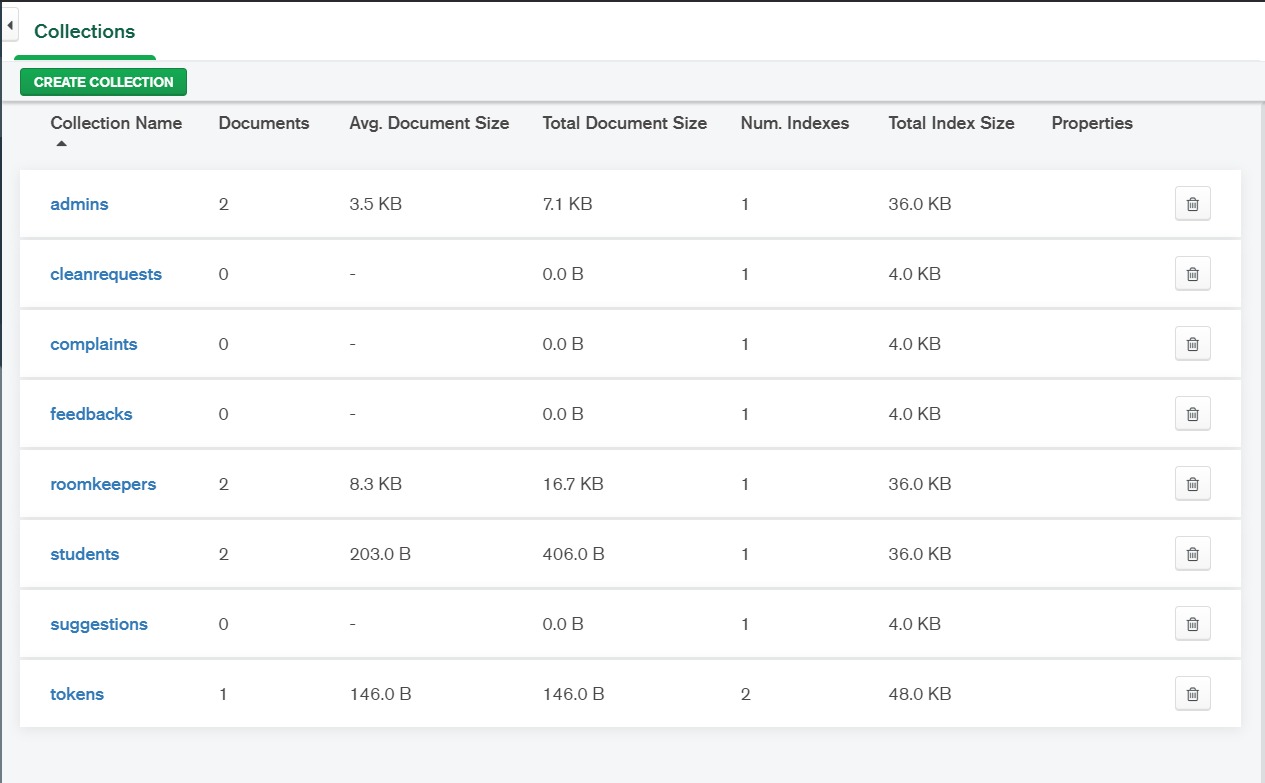 Collections
CREATE COLLECTION
Collection Name Documents Avg. Document Size Total Document Size Num. Indexes Total Index Size Properties
admins 2 3.5 KB 7.1 KB 1 36.0 KB
cleanrequests 0 - 0.0 B 1 4.0 KB
complaints 0 - 0.0 B 1 4.0 KB
feedbacks 0 - 0.0 B 1 4.0 KB
roomkeepers 2 8.3 KB 16.7 KB 1 36.0 KB
students 2 203.0 B 406.0 B 1 36.0 KB
suggestions 0 - 0.0 B 1 4.0 KB
tokens 1 146.0 B 146.0 B 2 48.0 KB